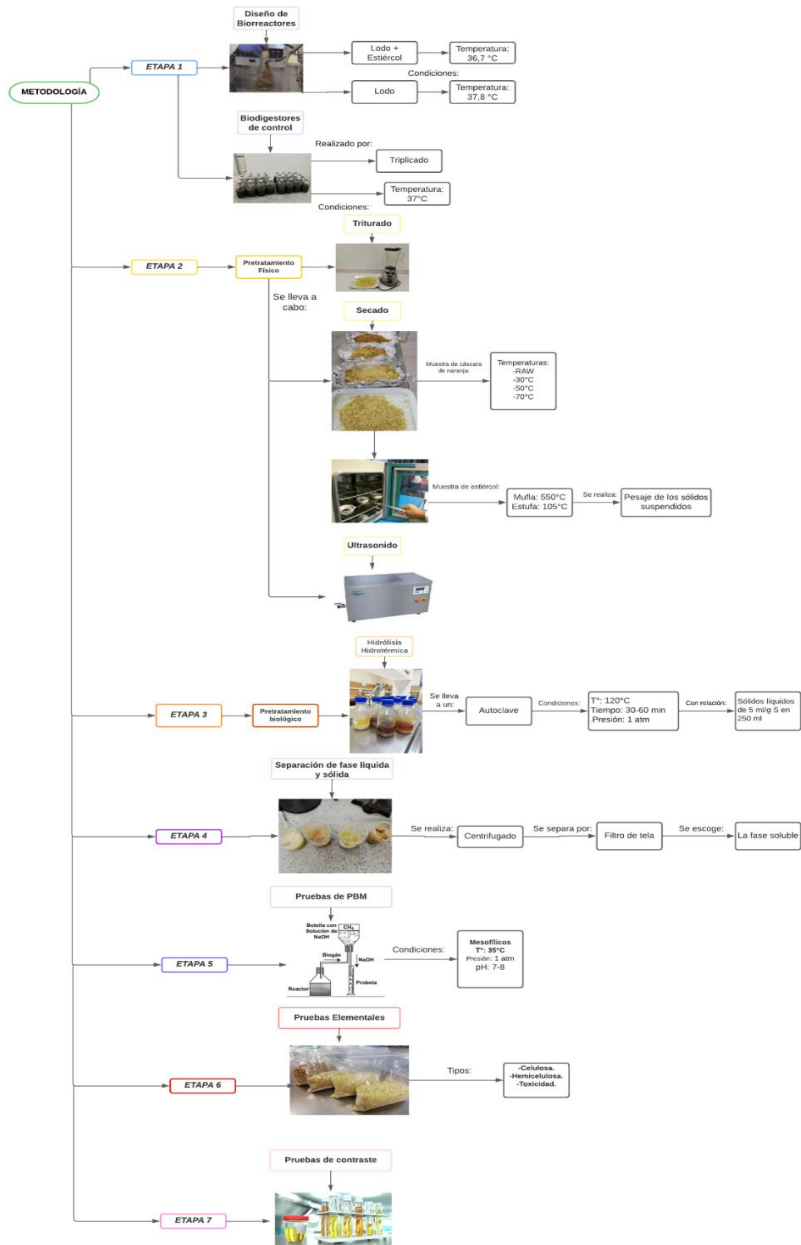 Diseño de
Biorreactores
Lodo +
Estiércol
Temperatura:
36,7 °C
Condiciones:
ETAPA 1
METODOLOGÍA
Lodo
Temperatura:
37,8 °C
Biodigestores
de control
Realizado por:
Triplicado
Temperatura:
37°C
Condiciones:
Triturado
ETAPA 2
Pretratamiento
Físico
Se lleva a
cabo:
Secado
Muestra de cáscara
de naranja:
Temperaturas:
-RAW
-30°C
-50°C
-70°C
Muestra de estiércol:
Mufla: 550°C
Estufa: 105°C
Se realiza:
Pesaje de los sólidos
suspendidos
Ultrasonido
Hidrólisis
Hidrotérmica
ETAPA 3
Pretratamiento
biológico
Se lleva
a un:
Autoclave
Condiciones:
T°: 120°C
Tiempo: 30-60 min
Presión: 1 atm
Con relación:
Sólidos líquidos
de 5 ml/g S en
250 ml
Separación de fase líquida
y sólida
ETAPA 4
Se realiza:
Centrifugado
Se separa por:
Filtro de tela
Se escoge:
La fase soluble
Pruebas de PBM
Botella con
Solución de
NaOH
CH4
Biogás
NaOH
Reactor
Probeta
ETAPA 5
Condiciones:
Mesofílicos
T°: 35°C
Presión: 1 atm
pH: 7-8
Pruebas Elementales
ETAPA 6
Tipos:
-Celulosa.
-Hemicelulosa.
-Toxicidad.
Pruebas de contraste
ETAPA 7